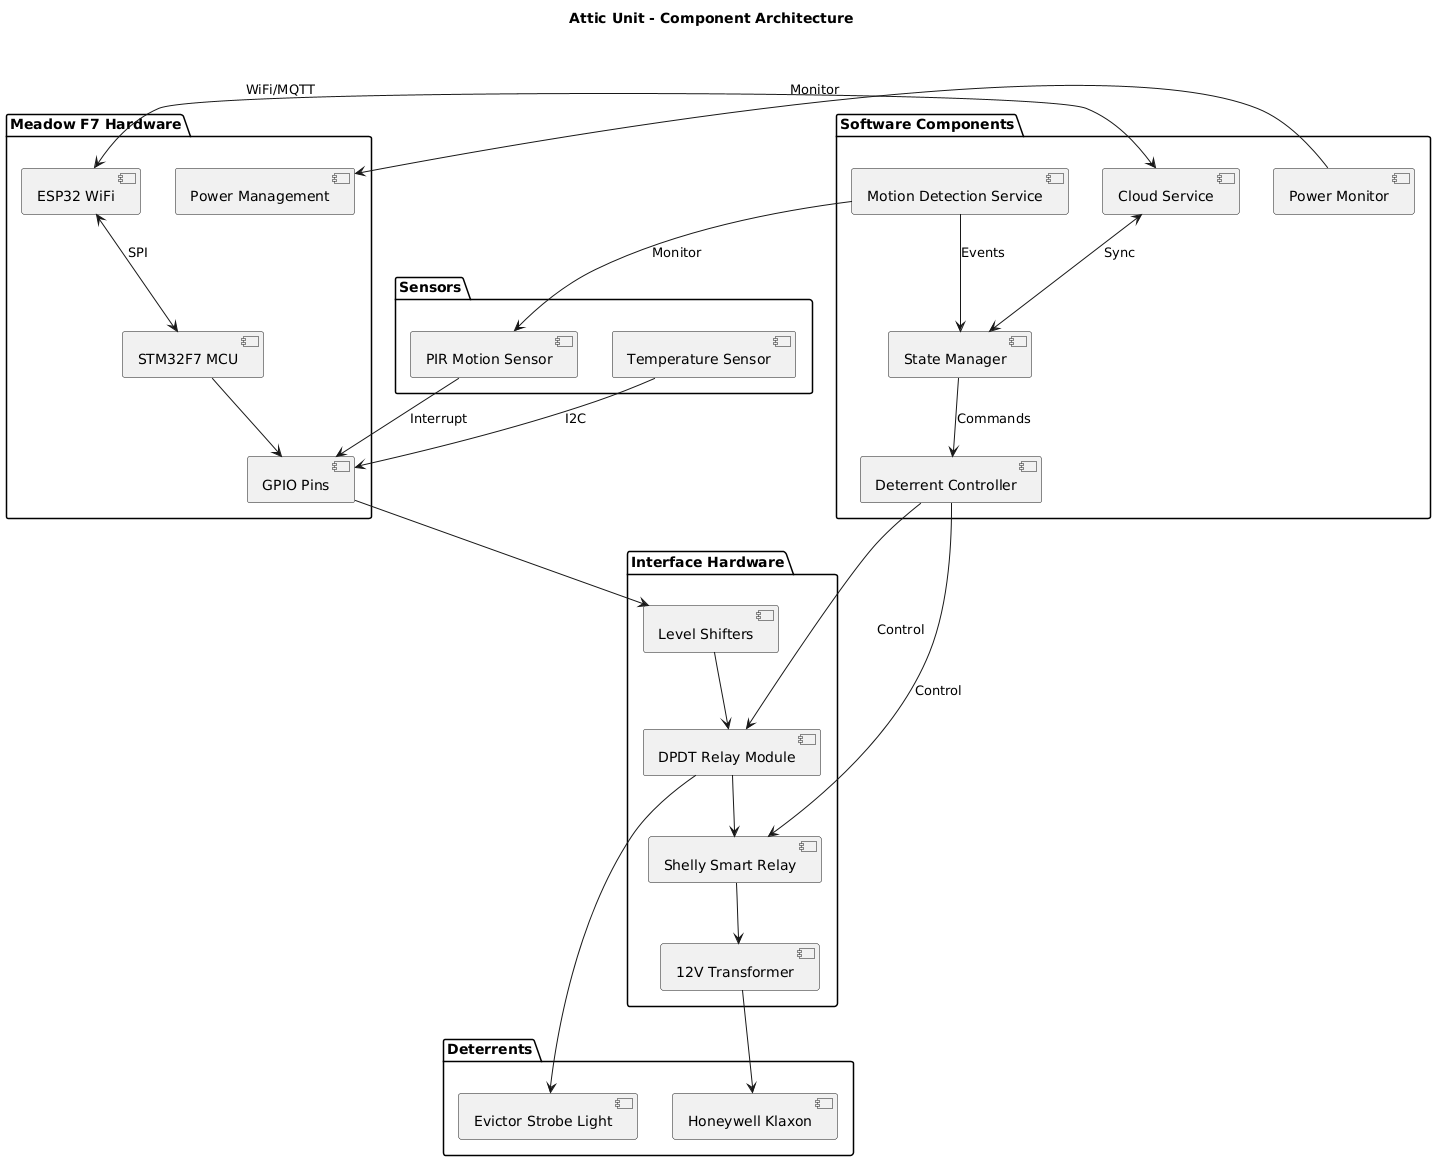 Attic Unit - Component Architecture
WiFi/MQTT
Monitor
Meadow F7 Hardware
Software Components
ESP32 WiFi
Power Management
Motion Detection Service
Cloud Service
Power Monitor
SPI
Monitor
Events
Sync
Sensors
STM32F7 MCU
PIR Motion Sensor
Temperature Sensor
State Manager
Interrupt
I2C
Commands
GPIO Pins
Deterrent Controller
Interface Hardware
Level Shifters
Control
Control
DPDT Relay Module
Shelly Smart Relay
12V Transformer
Deterrents
Evictor Strobe Light
Honeywell Klaxon